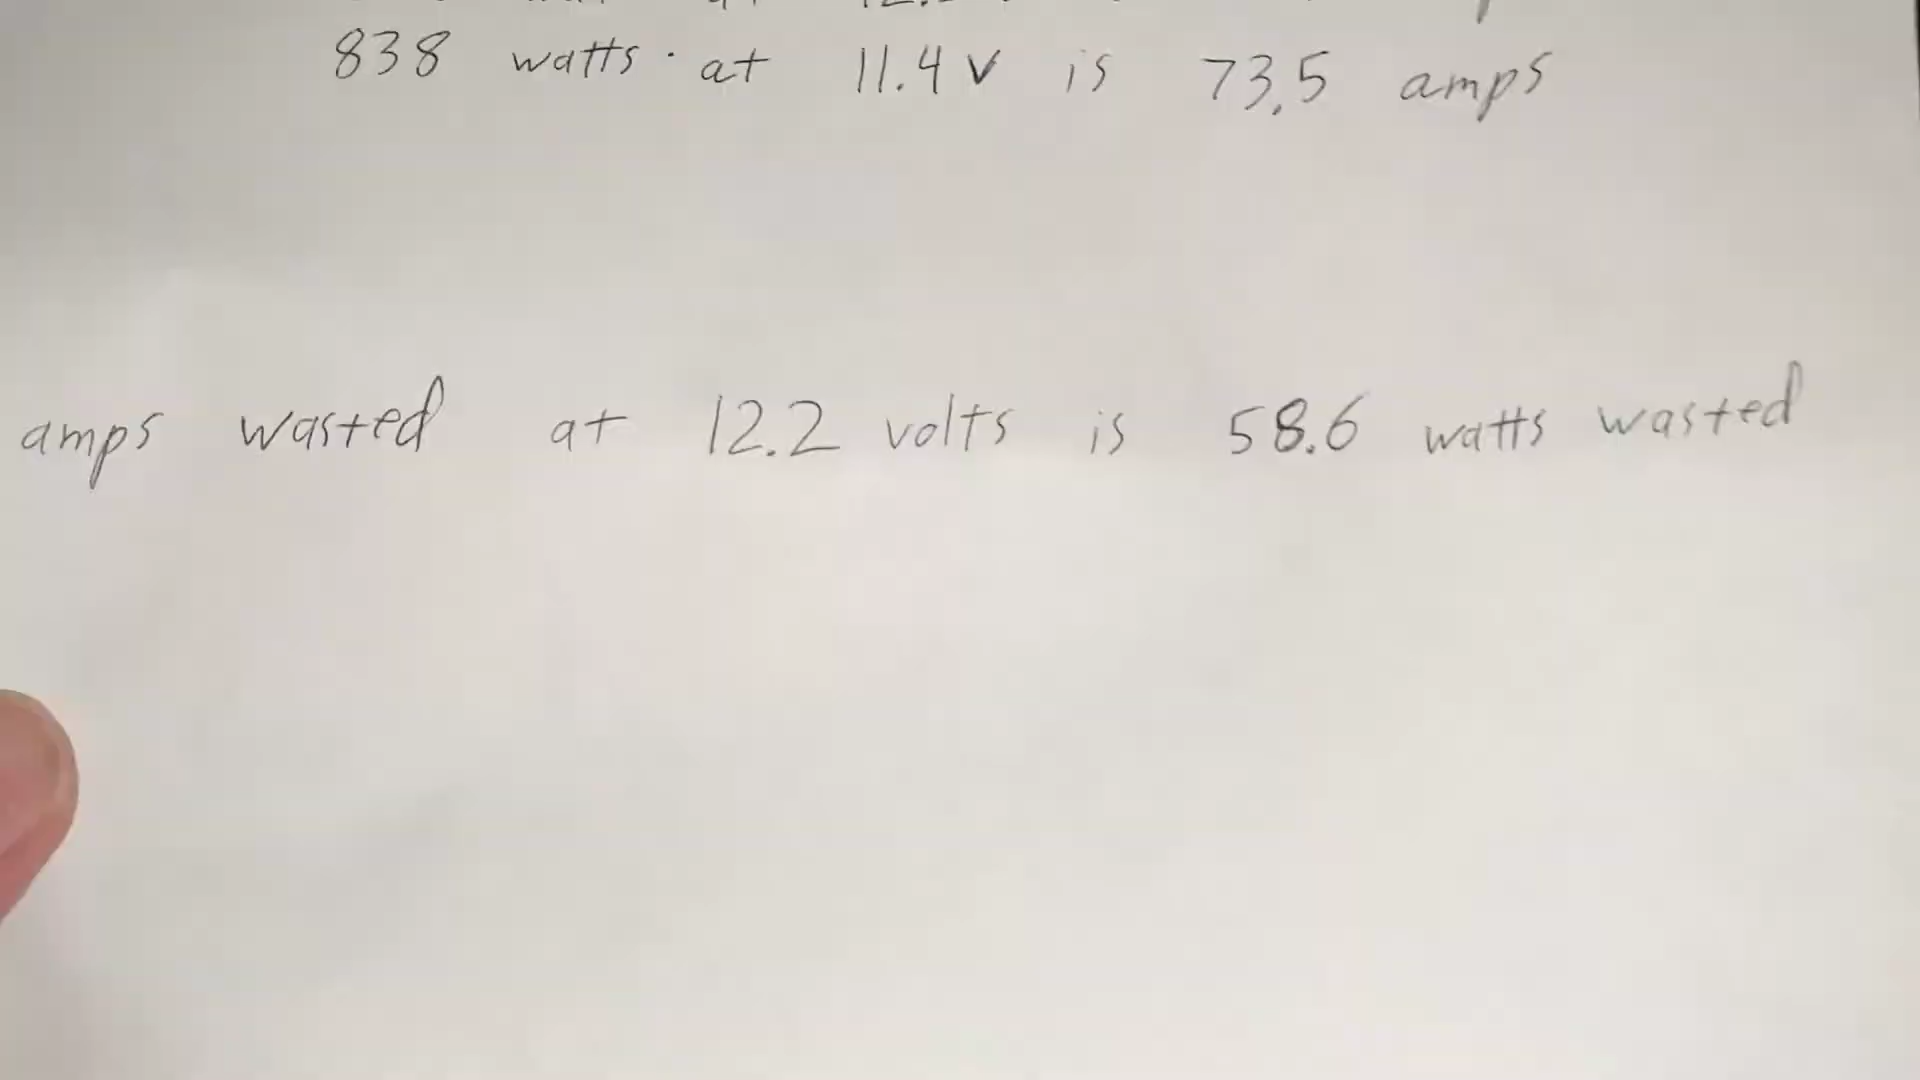 838 watts at 11.4 v is 73.5 amps
amps wasted at 12.2 volts is 58.6 watts wasted